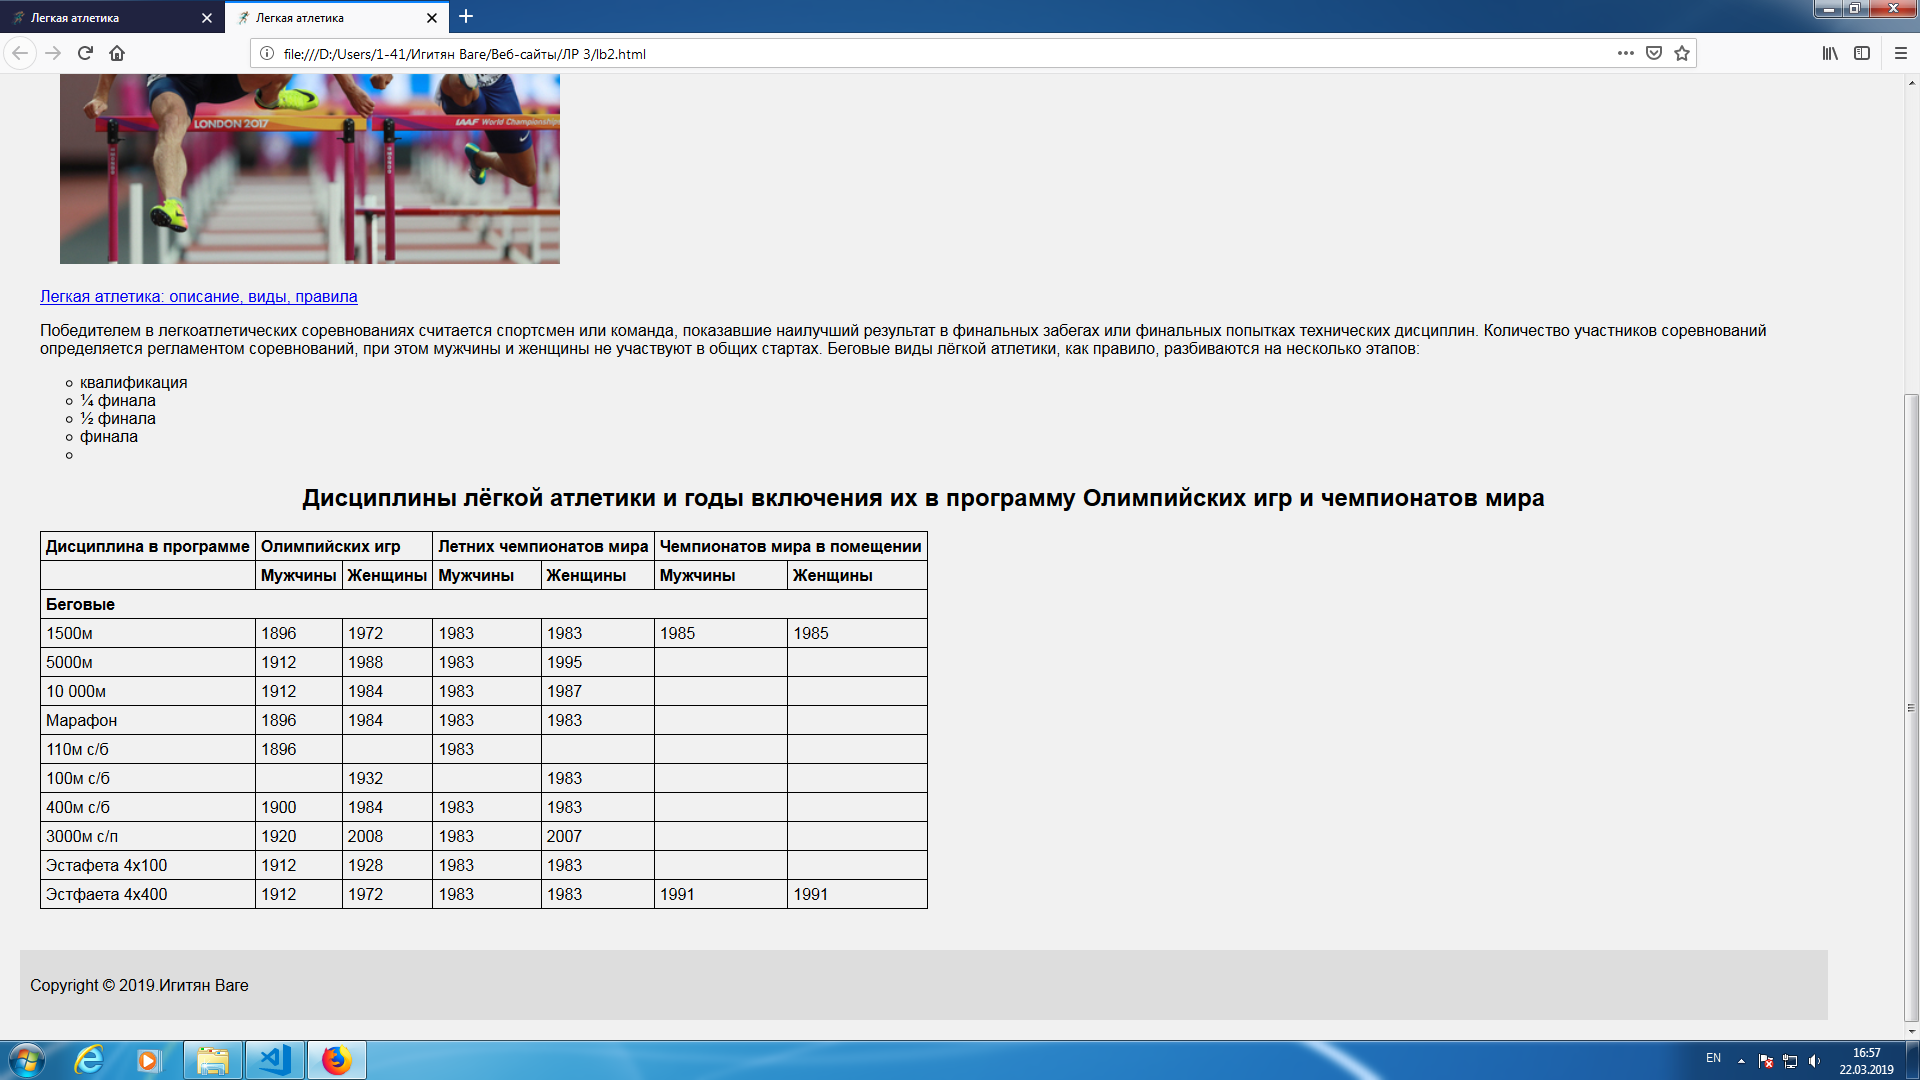 Легкая атлетика
Легкая атлетика
file:///D:/Users/1-41/Игитян Ваге/Веб-сайты/ЛР 3/lb2.html
LONDON 2017
IAAF World Championships
Легкая атлетика: описание, виды, правила
Победителем в легкоатлетических соревнованиях считается спортсмен или команда, показавшие наилучший результат в финальных забегах или финальных попытках технических дисциплин. Количество участников соревнований
определяется регламентом соревнований, при этом мужчины и женщины не участвуют в общих стартах. Беговые виды лёгкой атлетики, как правило, разбиваются на несколько этапов:
квалификация
¼ финала
½ финала
финала
Дисциплины лёгкой атлетики и годы включения их в программу Олимпийских игр и чемпионатов мира
Дисциплина в программе Олимпийских игр Летних чемпионатов мира Чемпионатов мира в помещении
Мужчины Женщины Мужчины Женщины Мужчины Женщины
Беговые
1500м 1896 1972 1983 1983 1985 1985
5000м 1912 1988 1983 1995
10 000м 1912 1984 1983 1987
Марафон 1896 1984 1983 1983
110м с/б 1896 1983
100м с/б 1932 1983
400м с/б 1900 1984 1983 1983
3000м с/п 1920 2008 1983 2007
Эстафета 4х100 1912 1928 1983 1983
Эстфаета 4х400 1912 1972 1983 1983 1991 1991
Copyright © 2019.Игитян Ваге
EN
16:57
22.03.2019